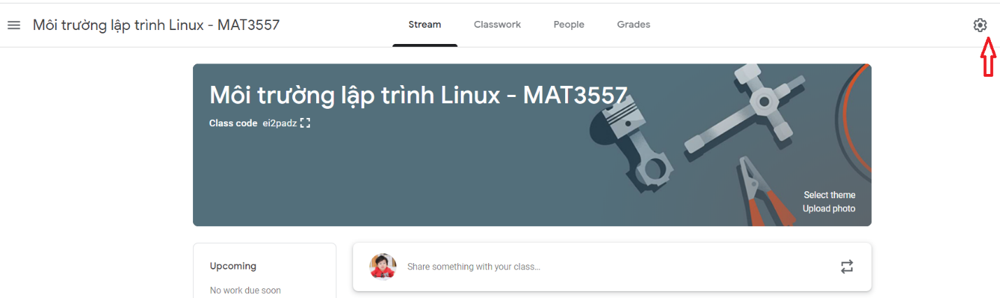 Môi trường lập trình Linux - MAT3557
Stream
Classwork
People
Grades
Môi trường lập trình Linux - MAT3557
Class code ei2padz
Select theme
Upload photo
Upcoming
No work due soon
Share something with your class...